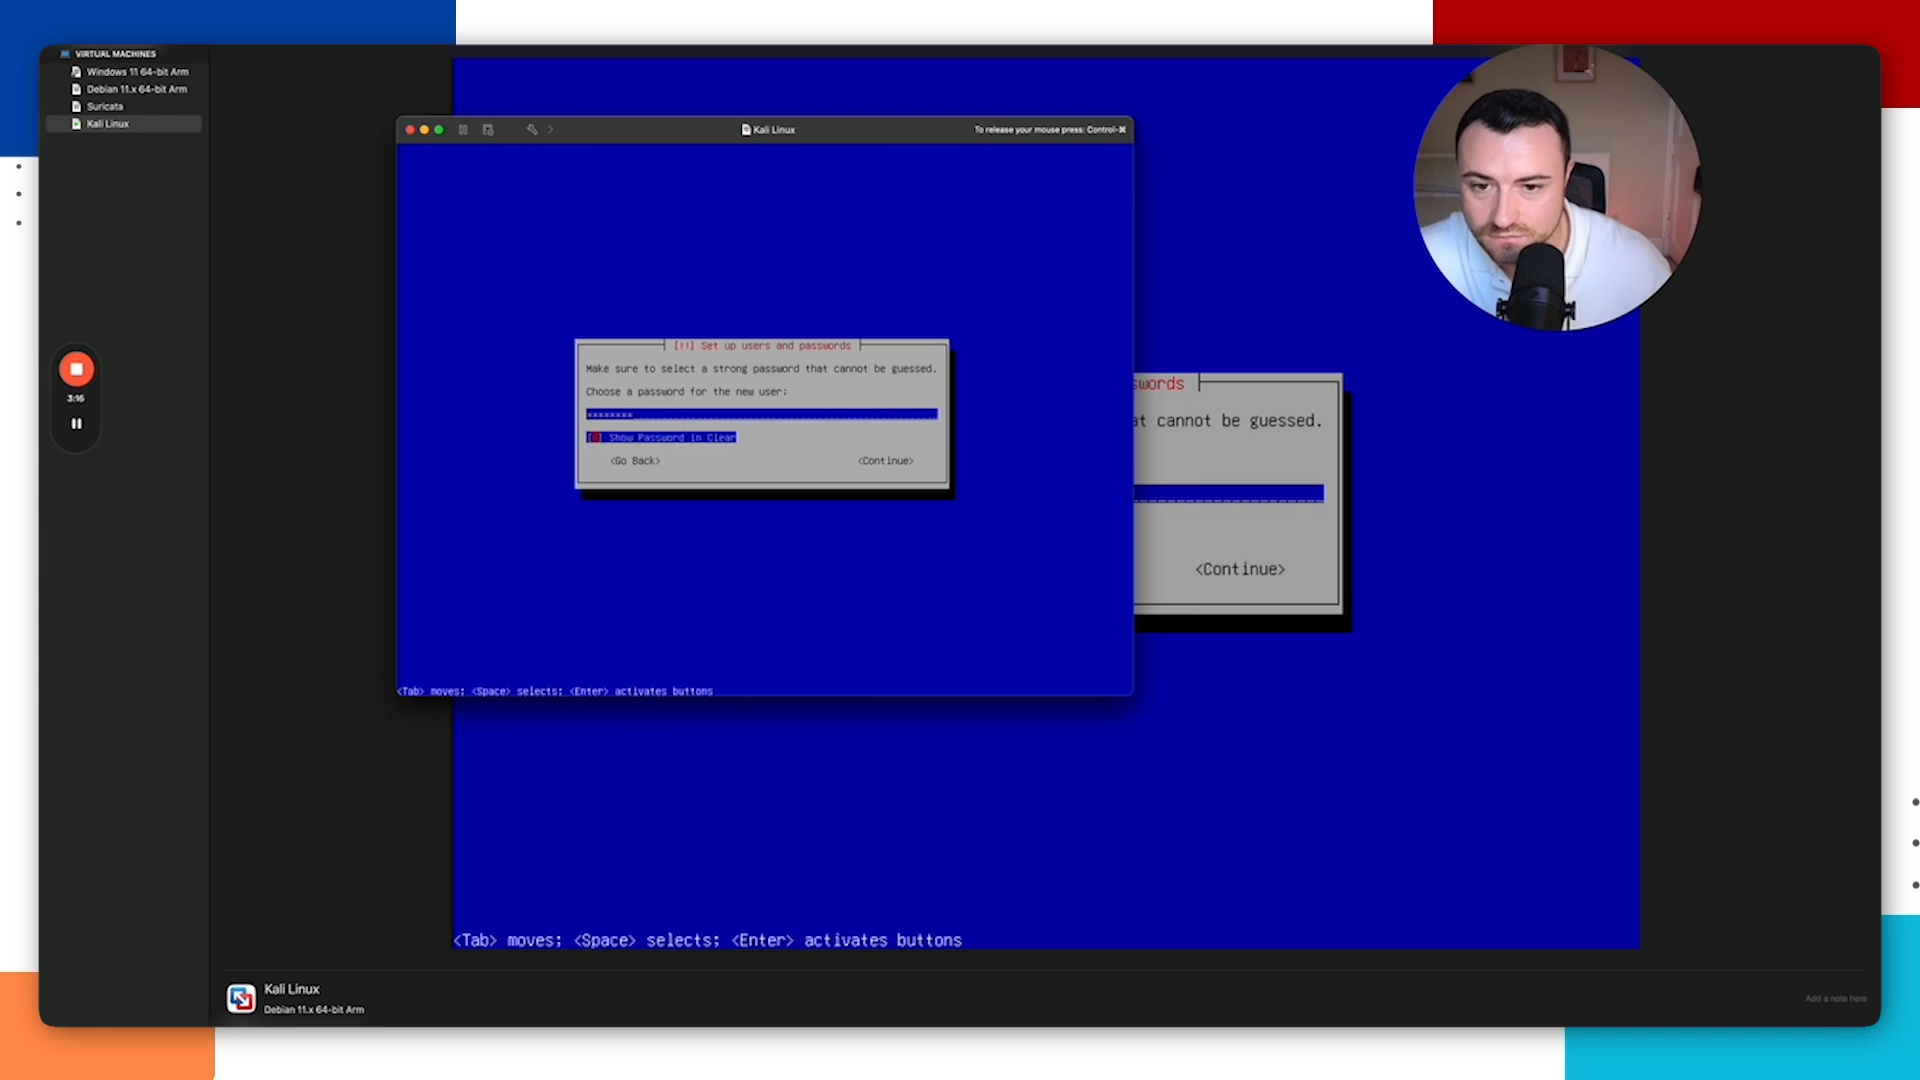 VIRTUAL MACHINES
Windows 11 64-bit Arm
Debian 11.x 64-bit Arm
Suricata
Kali Linux
3:16
Kali Linux
To release your mouse press: Control-⌘
[!!] Set up users and passwords
Make sure to select a strong password that cannot be guessed.
Choose a password for the new user:
********
[ ] Show Password in Clear
<Go Back>
<Continue>
<Tab> moves; <Space> selects; <Enter> activates buttons
swords
at cannot be guessed.
<Continue>
<Tab> moves; <Space> selects; <Enter> activates buttons
Kali Linux
Debian 11.x 64-bit Arm
Add a note here